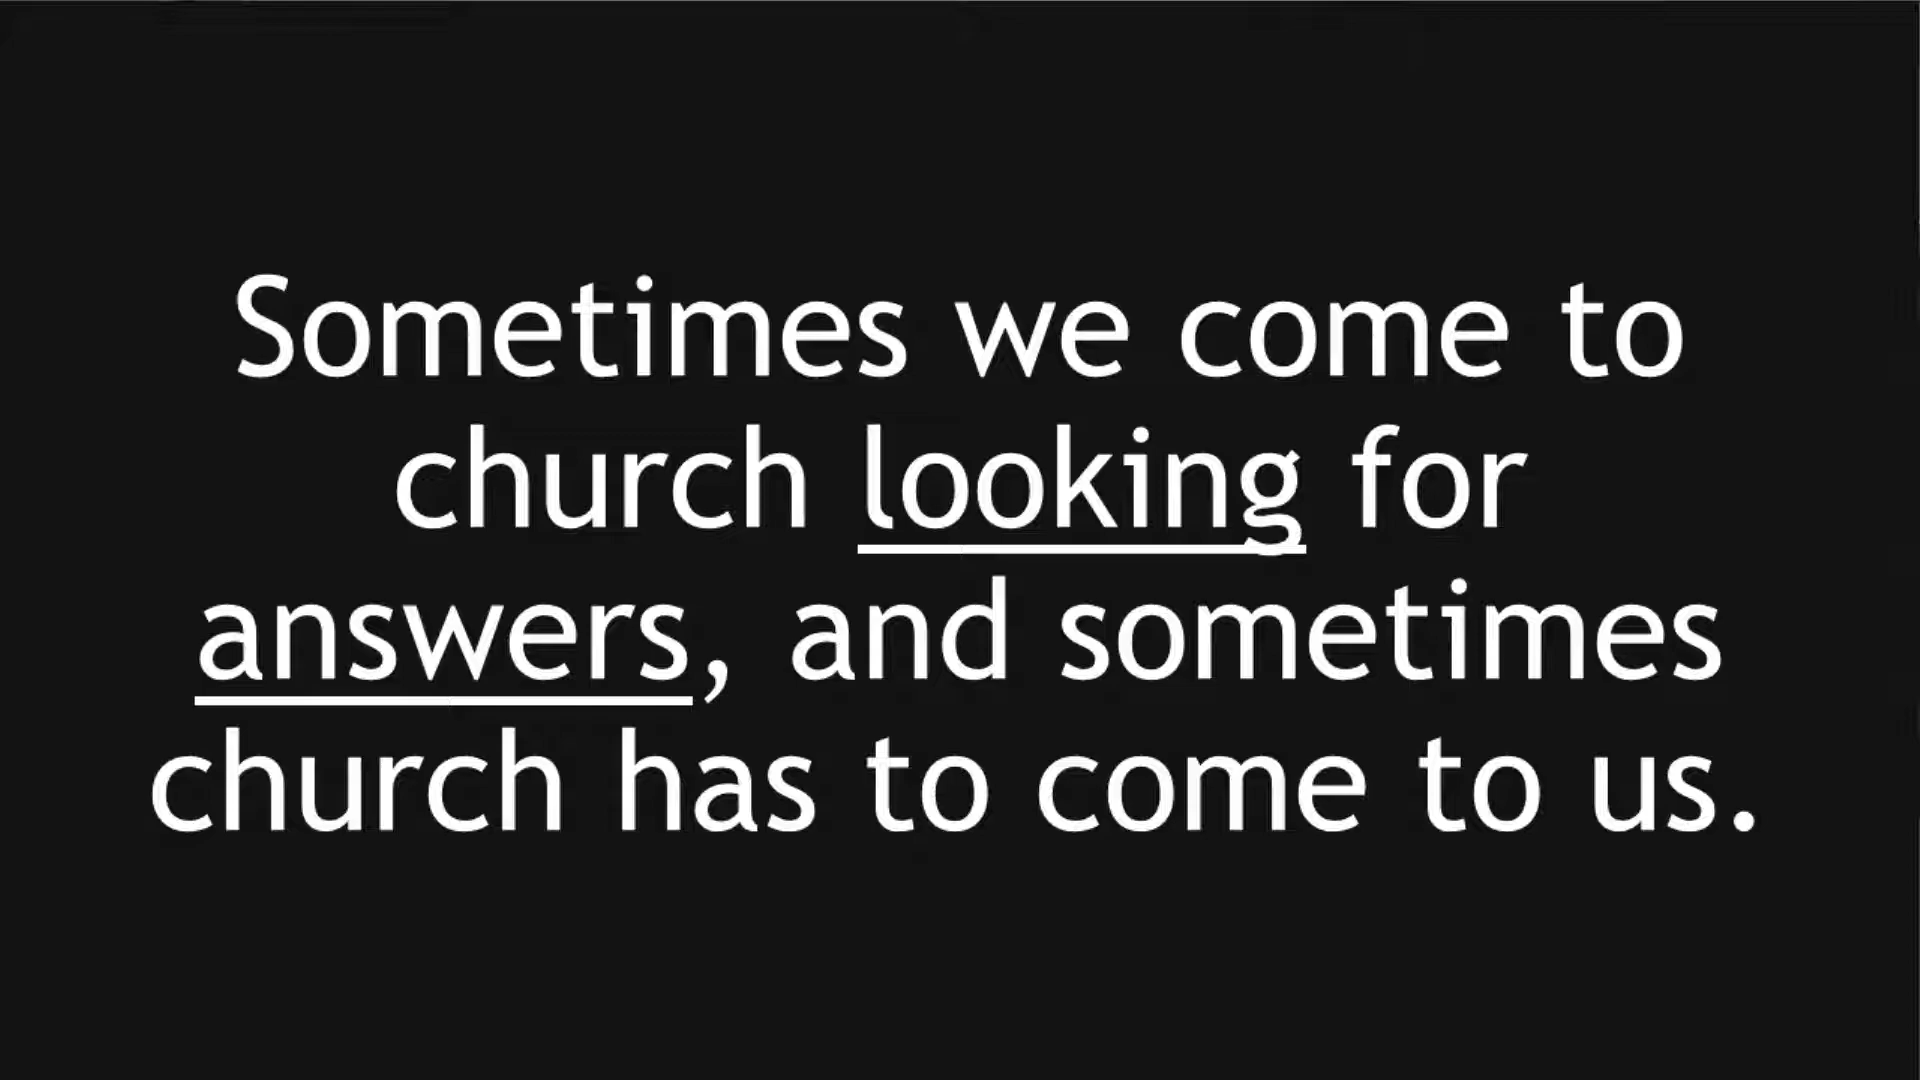 Sometimes we come to
church looking for
answers, and sometimes
church has to come to us.